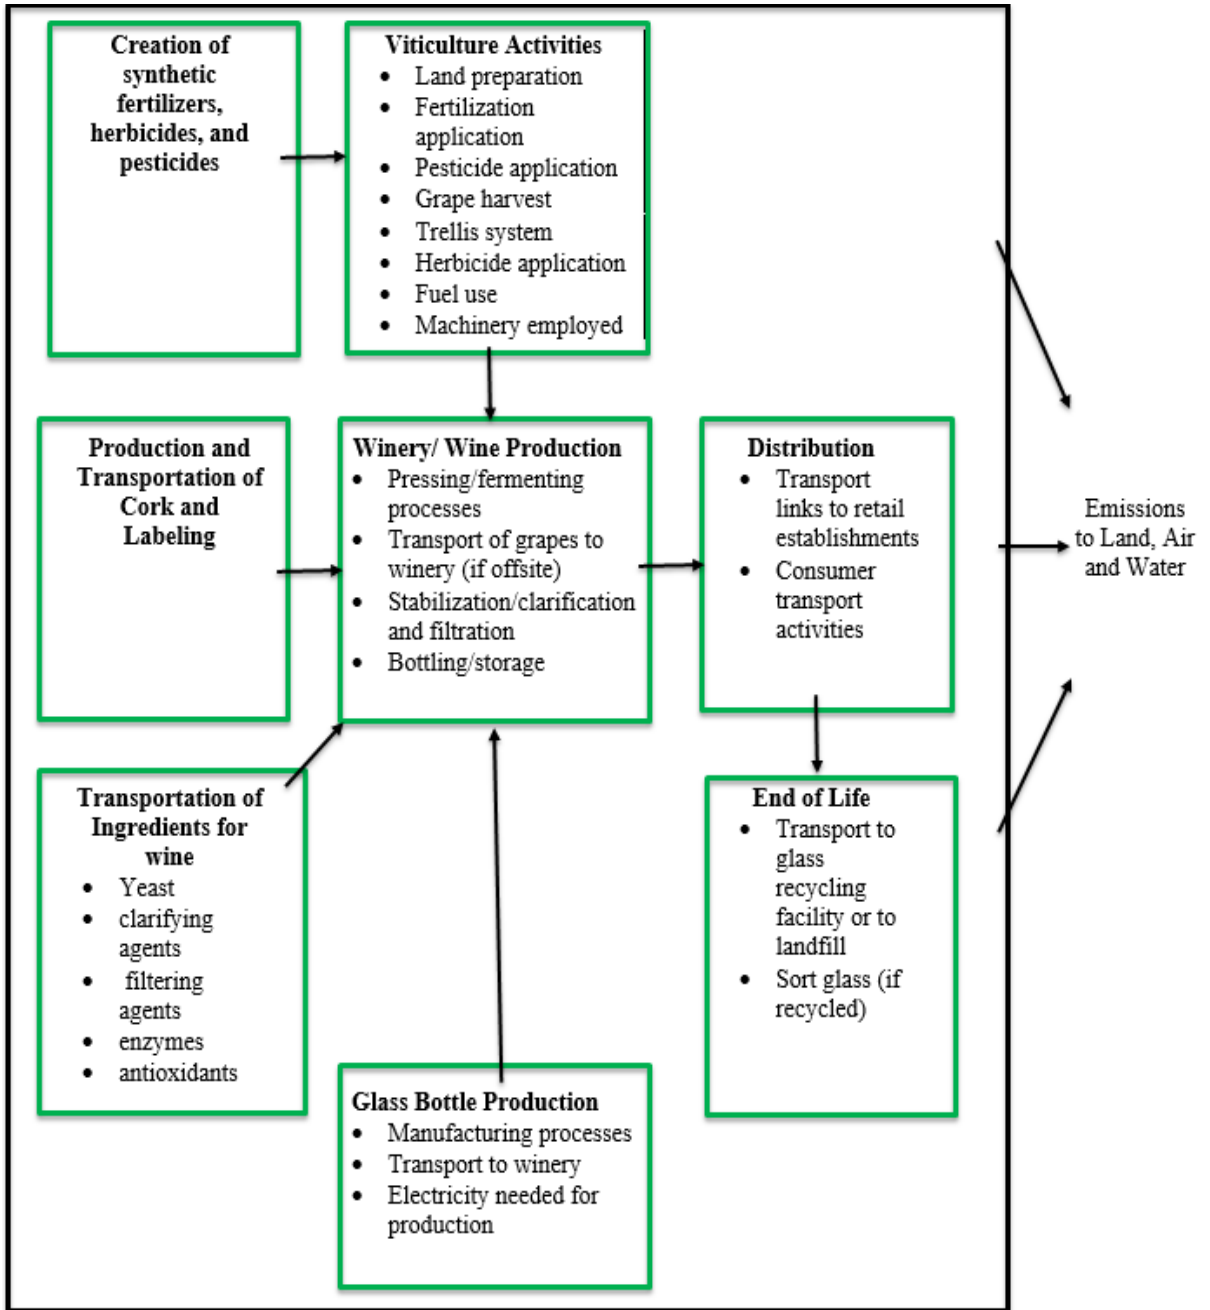 Creation of
synthetic
fertilizers,
herbicides, and
pesticides
Viticulture Activities
• Land preparation
• Fertilization
application
• Pesticide application
• Grape harvest
• Trellis system
• Herbicide application
• Fuel use
• Machinery employed
Production and
Transportation of
Cork and
Labeling
Winery/ Wine Production
• Pressing/fermenting
processes
• Transport of grapes to
winery (if offsite)
• Stabilization/clarification
and filtration
• Bottling/storage
Distribution
• Transport
links to retail
establishments
• Consumer
transport
activities
Emissions
to Land, Air
and Water
Transportation of
Ingredients for
wine
• Yeast
• clarifying
agents
• filtering
agents
• enzymes
• antioxidants
End of Life
• Transport to
glass
recycling
facility or to
landfill
• Sort glass (if
recycled)
Glass Bottle Production
• Manufacturing processes
• Transport to winery
• Electricity needed for
production